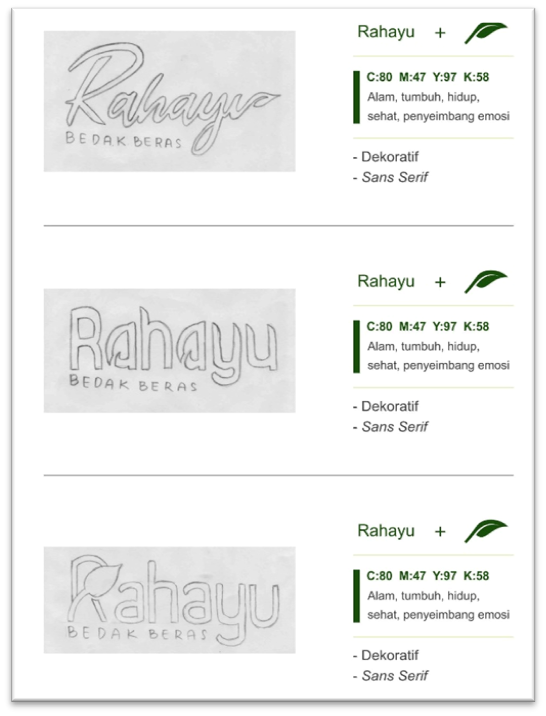 Rahayu
BEDAK BERAS
Rahayu +
C:80 M:47 Y:97 K:58
Alam, tumbuh, hidup,
sehat, penyeimbang emosi
- Dekoratif
- Sans Serif
Rahayu
BEDAK BERAS
Rahayu +
C:80 M:47 Y:97 K:58
Alam, tumbuh, hidup,
sehat, penyeimbang emosi
- Dekoratif
- Sans Serif
Rahayu
BEDAK BERAS
Rahayu +
C:80 M:47 Y:97 K:58
Alam, tumbuh, hidup,
sehat, penyeimbang emosi
- Dekoratif
- Sans Serif